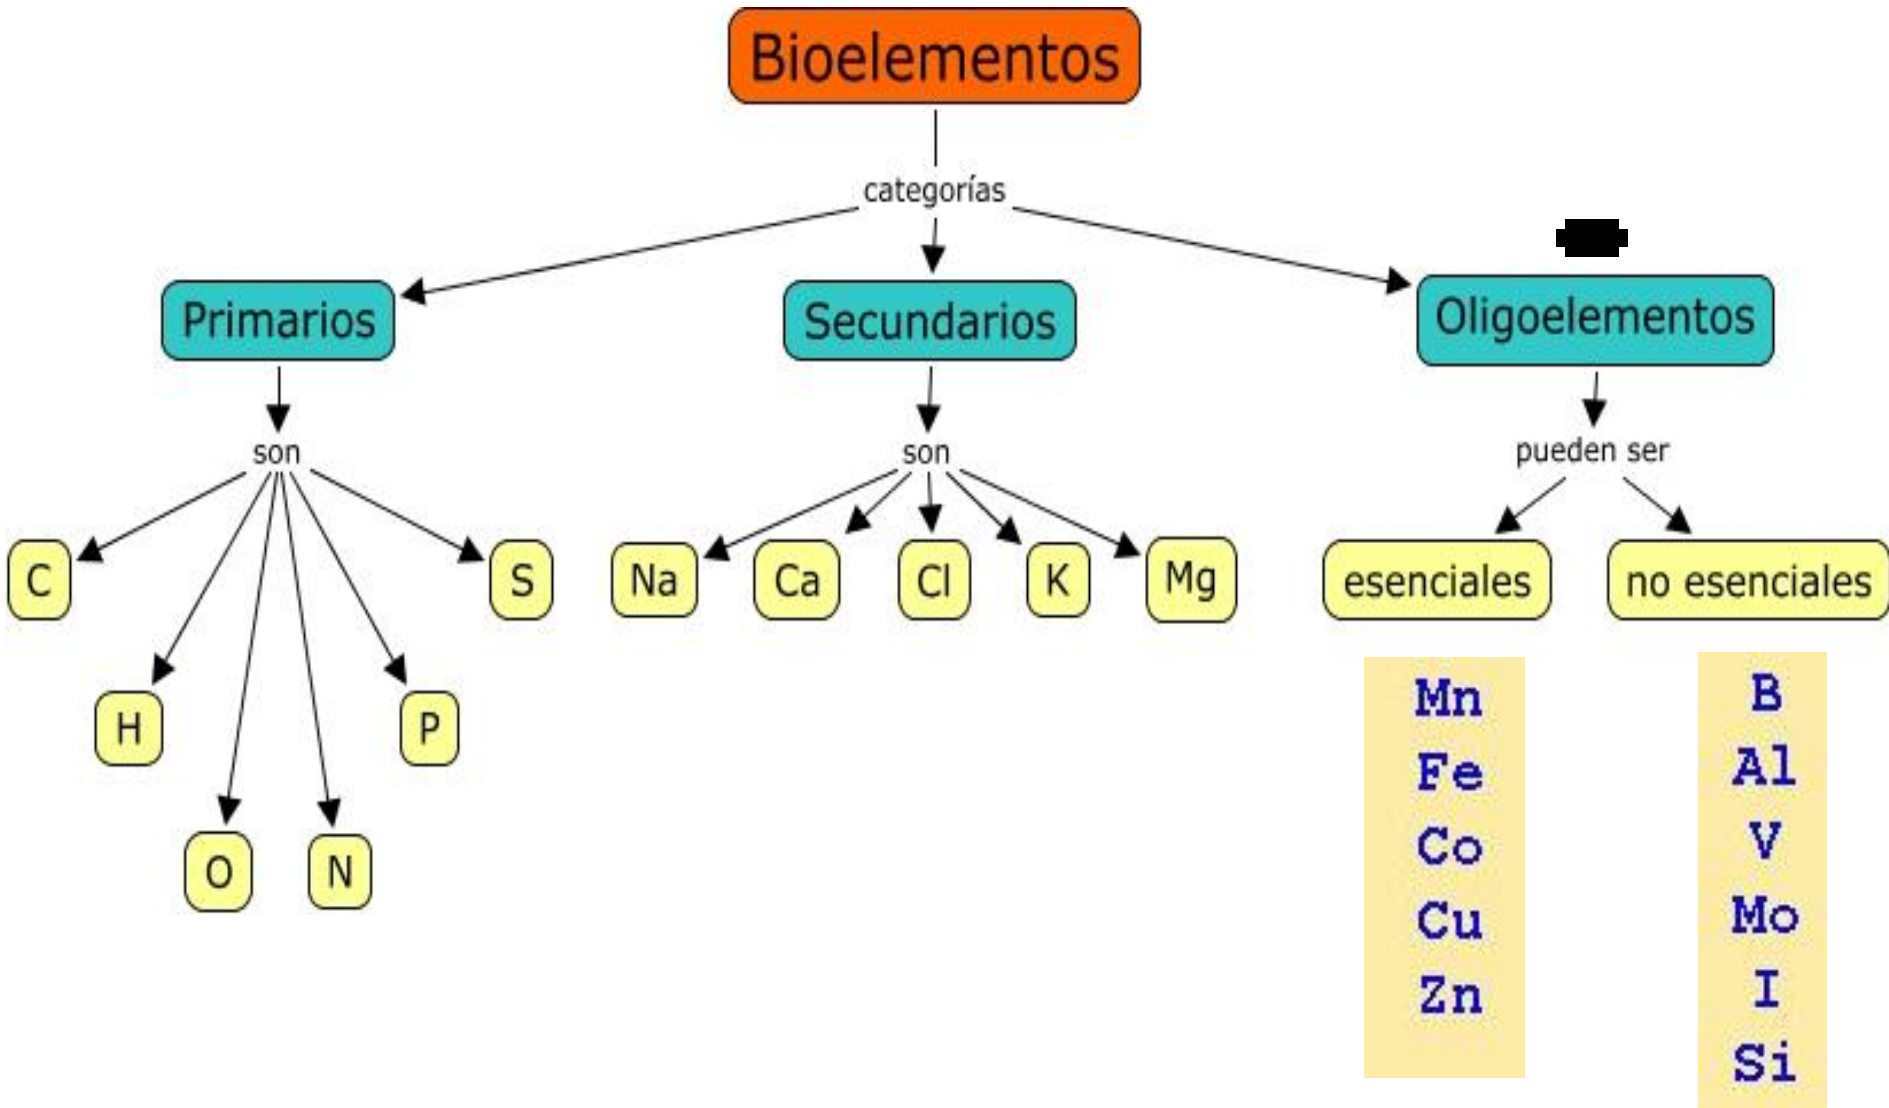 Bioelementos
categorías
Primarios
Secundarios
Oligoelementos
son
son
pueden ser
C
S
Na
Ca
Cl
K
Mg
esenciales
no esenciales
H
P
O
N
Mn
Fe
Co
Cu
Zn
B
Al
V
Mo
I
Si